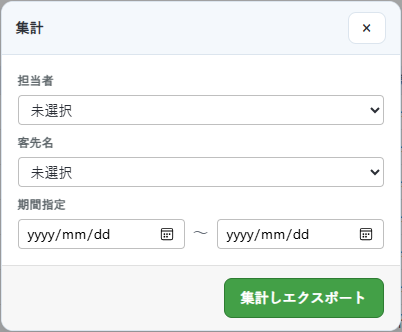 集計
×
担当者
未選択
客先名
未選択
期間指定
yyyy/mm/dd ～ yyyy/mm/dd
集計しエクスポート